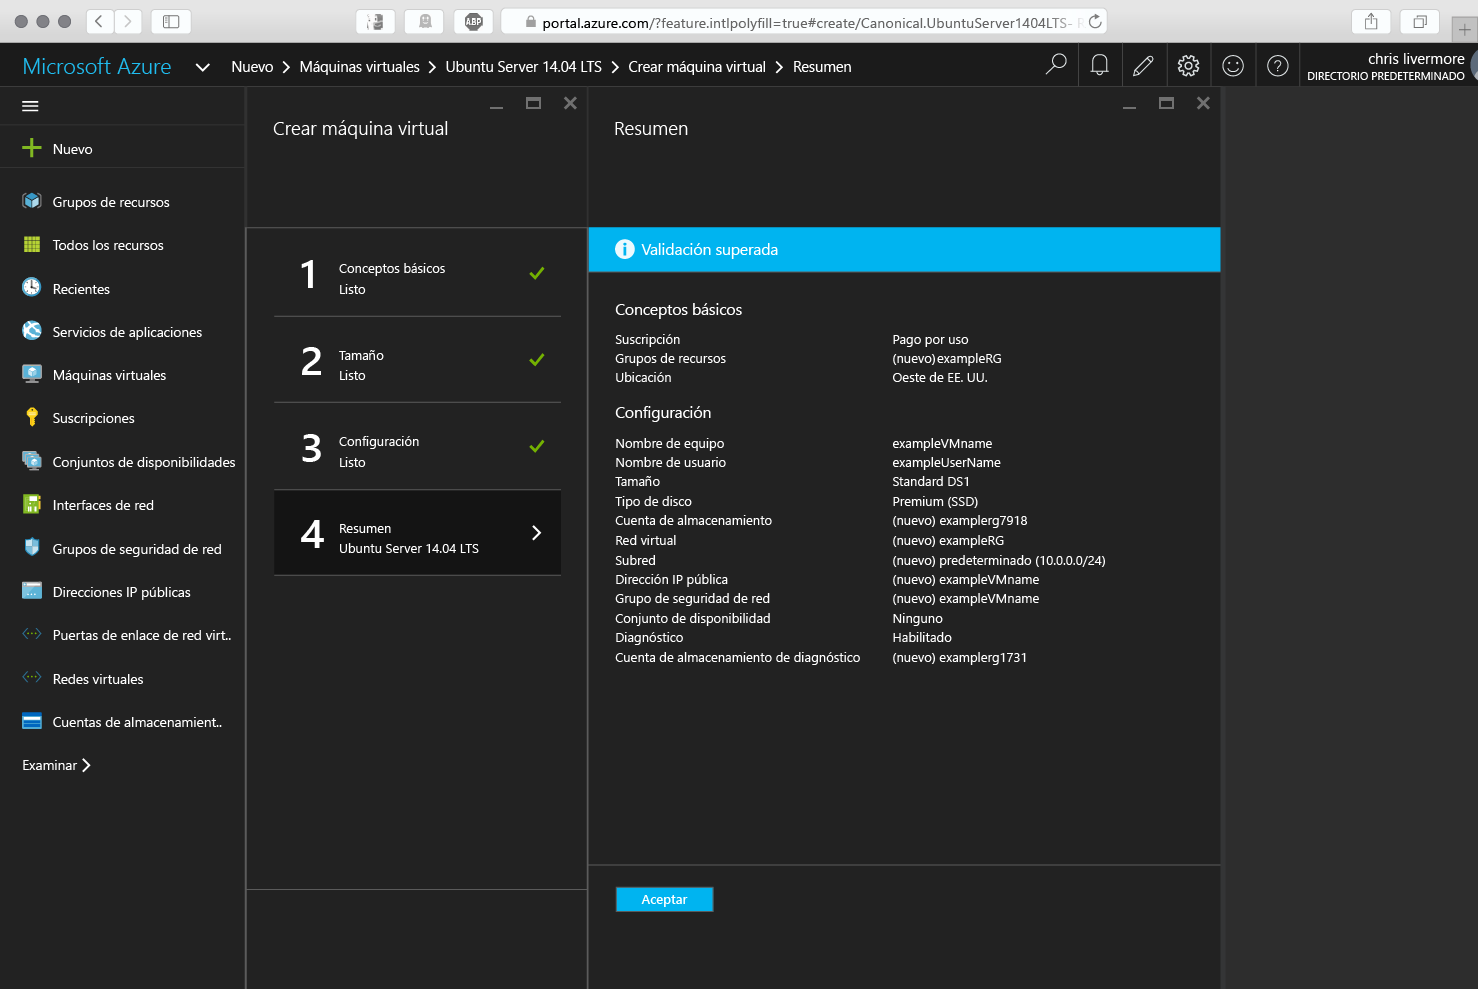 ABP
portal.azure.com/?feature.intlpolyfill=true#create/Canonical.UbuntuServer1404LTS-
Microsoft Azure
Nuevo > Máquinas virtuales > Ubuntu Server 14.04 LTS > Crear máquina virtual > Resumen
chris livermore
DIRECTORIO PREDETERMINADO
Nuevo
Grupos de recursos
Todos los recursos
Recientes
Servicios de aplicaciones
Máquinas virtuales
Suscripciones
Conjuntos de disponibilidades
Interfaces de red
Grupos de seguridad de red
Direcciones IP públicas
Puertas de enlace de red virt..
Redes virtuales
Cuentas de almacenamient..
Examinar >
Crear máquina virtual
1 Conceptos básicos
Listo
2 Tamaño
Listo
3 Configuración
Listo
4 Resumen
Ubuntu Server 14.04 LTS
Resumen
Validación superada
Conceptos básicos
Suscripción Pago por uso
Grupos de recursos (nuevo)exampleRG
Ubicación Oeste de EE. UU.
Configuración
Nombre de equipo exampleVMname
Nombre de usuario exampleUserName
Tamaño Standard DS1
Tipo de disco Premium (SSD)
Cuenta de almacenamiento (nuevo) examplerg7918
Red virtual (nuevo) exampleRG
Subred (nuevo) predeterminado (10.0.0.0/24)
Dirección IP pública (nuevo) exampleVMname
Grupo de seguridad de red (nuevo) exampleVMname
Conjunto de disponibilidad Ninguno
Diagnóstico Habilitado
Cuenta de almacenamiento de diagnóstico (nuevo) examplerg1731
Aceptar